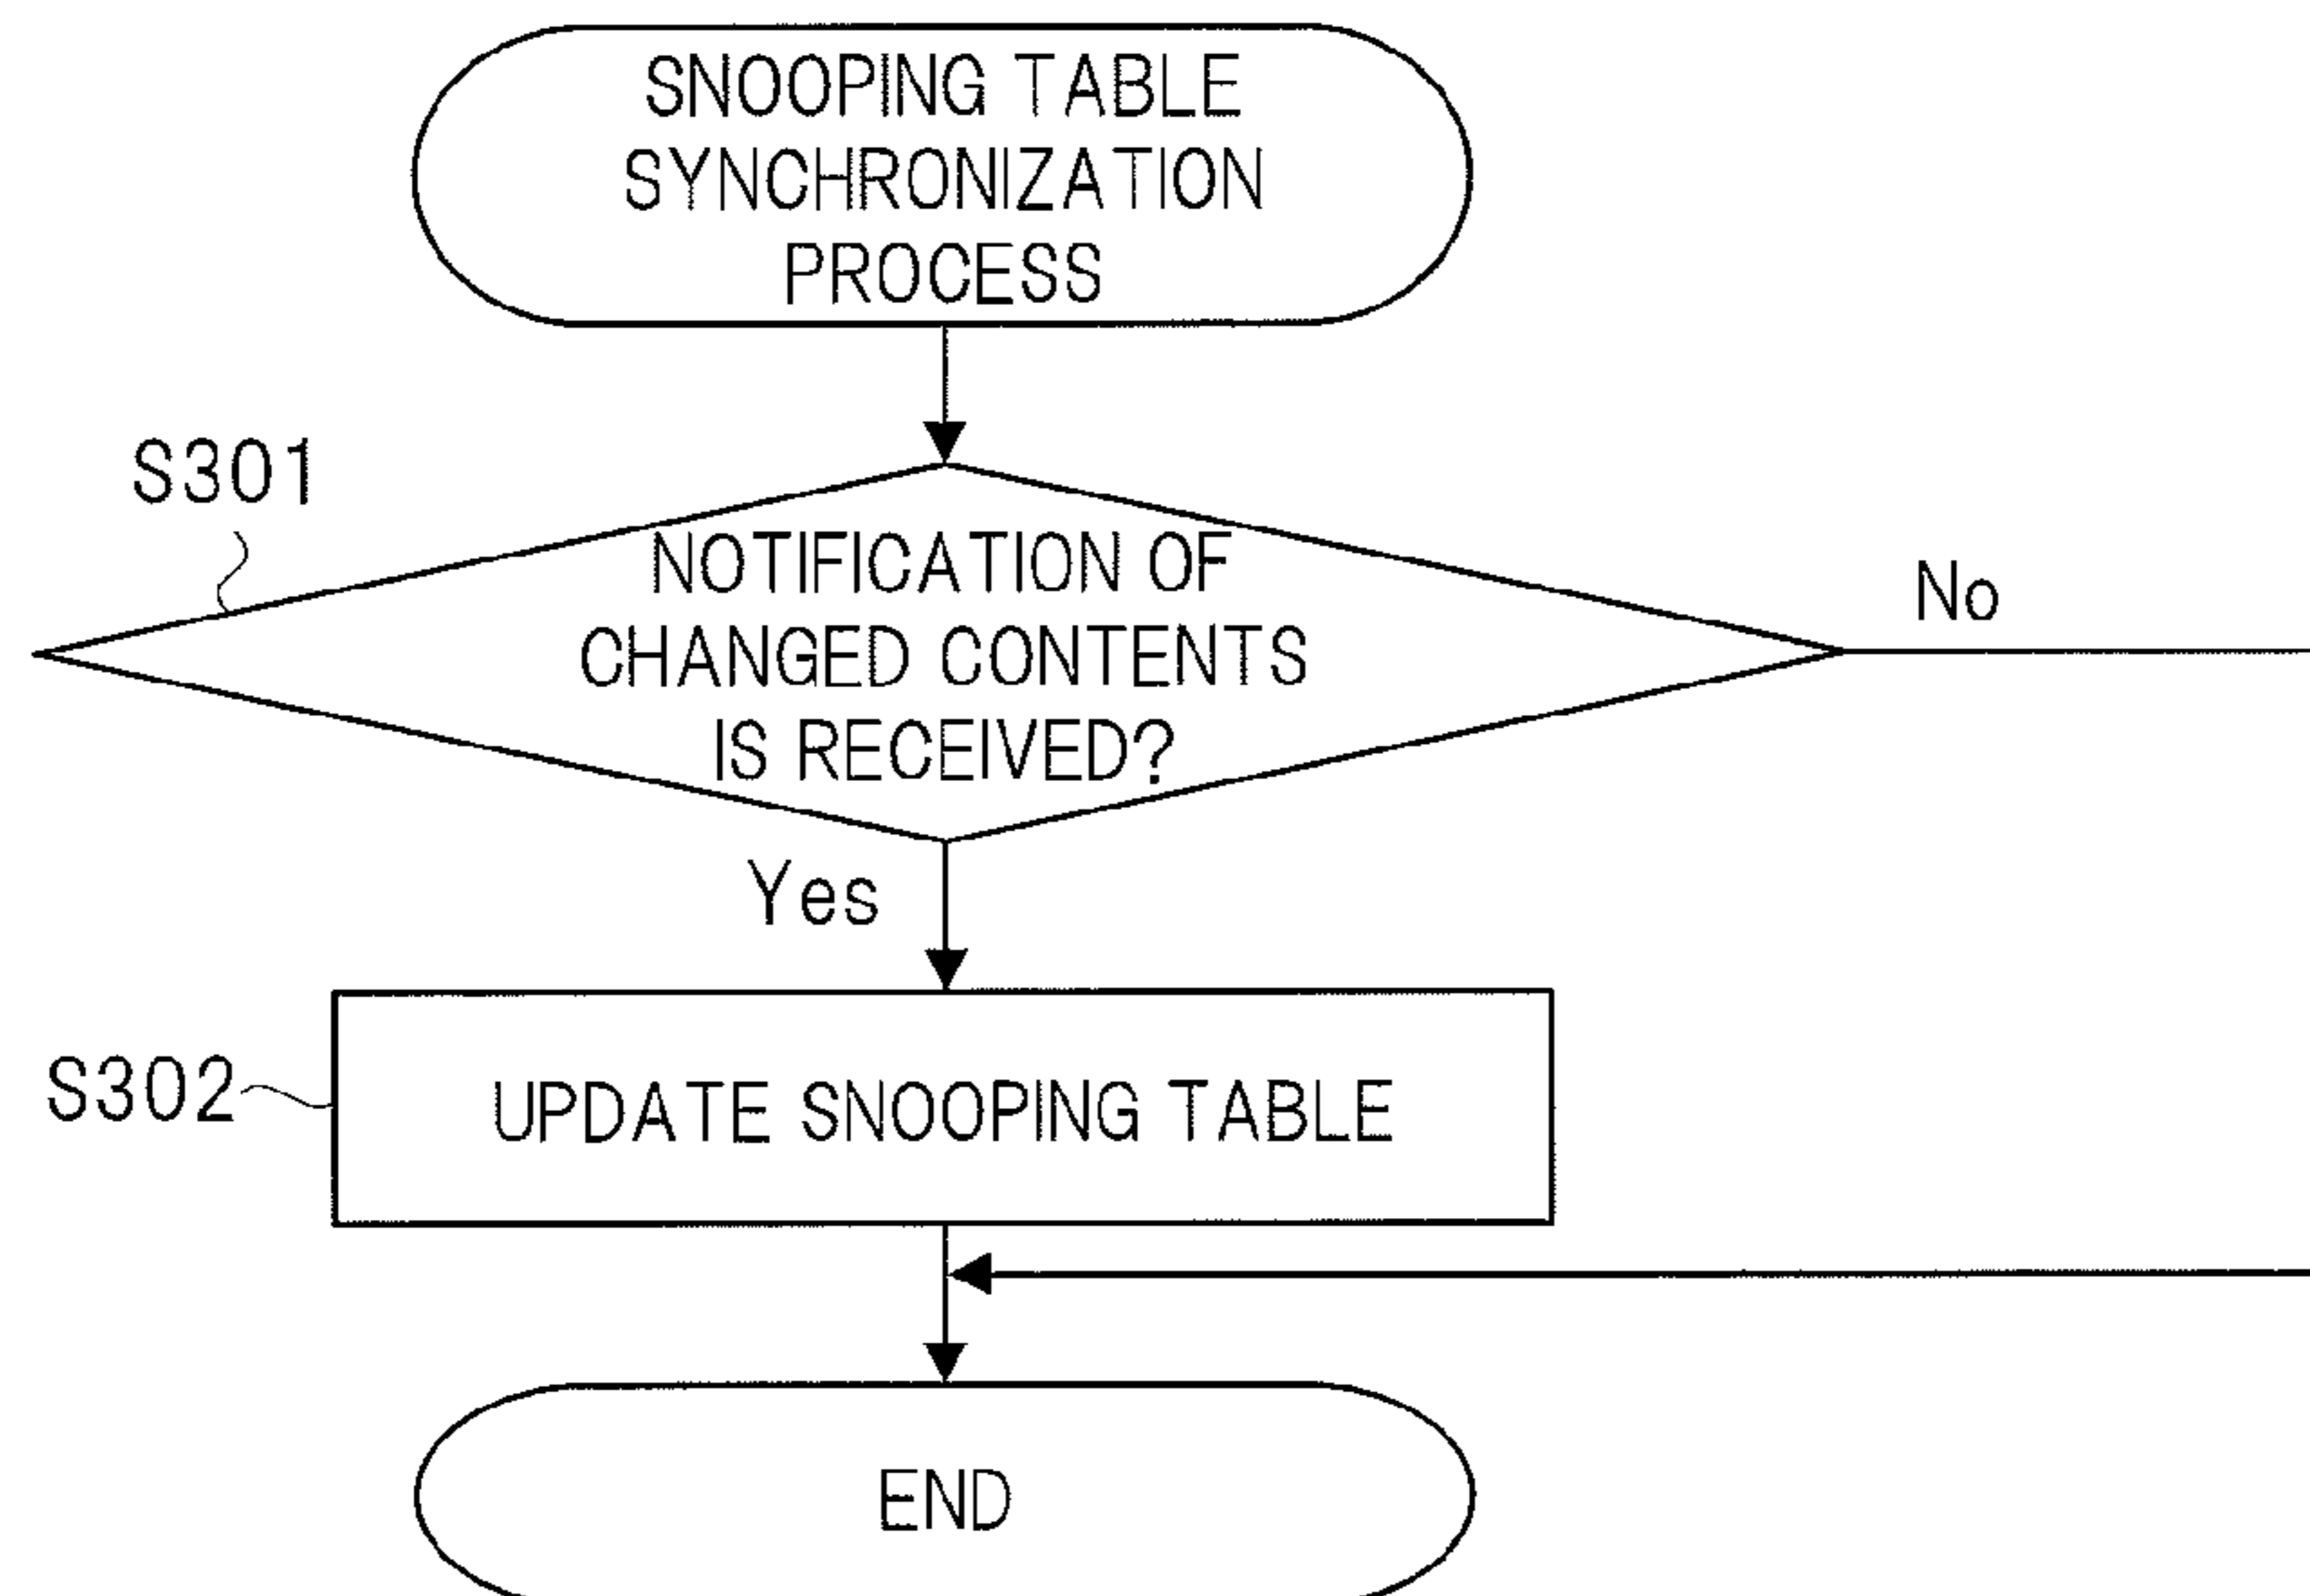 SNOOPING TABLE
SYNCHRONIZATION
PROCESS
S301
NOTIFICATION OF
CHANGED CONTENTS
IS RECEIVED?
No
Yes
S302
UPDATE SNOOPING TABLE
END